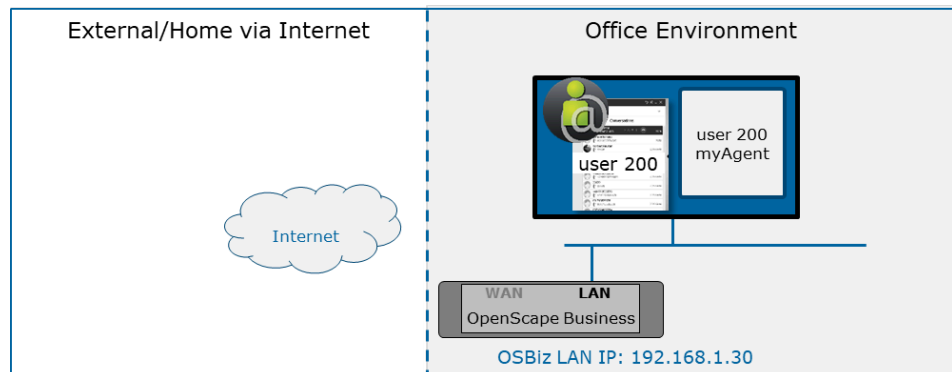 External/Home via Internet
Office Environment
@
Conversation
user 200
user 200
myAgent
Internet
WAN LAN
OpenScape Business
OSBiz LAN IP: 192.168.1.30